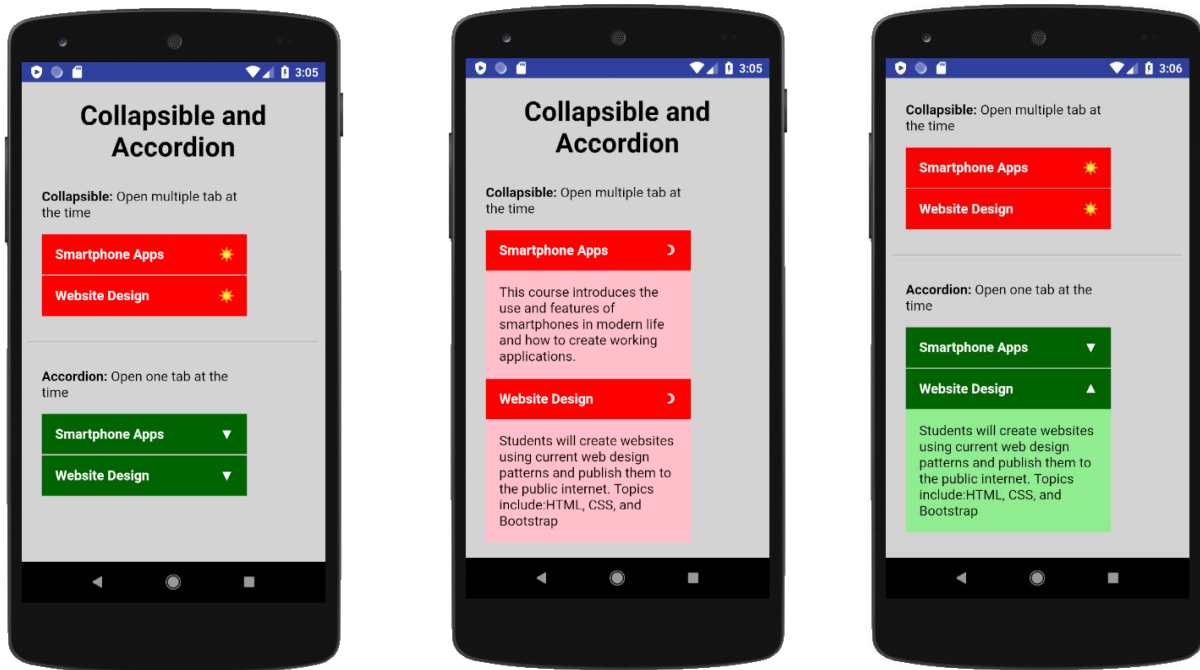 3:05
Collapsible and
Accordion
Collapsible: Open multiple tab at
the time
Smartphone Apps
Website Design
Accordion: Open one tab at the
time
Smartphone Apps
Website Design
3:05
Collapsible and
Accordion
Collapsible: Open multiple tab at
the time
Smartphone Apps
This course introduces the
use and features of
smartphones in modern life
and how to create working
applications.
Website Design
Students will create websites
using current web design
patterns and publish them to
the public internet. Topics
include:HTML, CSS, and
Bootstrap
3:06
Collapsible: Open multiple tab at
the time
Smartphone Apps
Website Design
Accordion: Open one tab at the
time
Smartphone Apps
Website Design
Students will create websites
using current web design
patterns and publish them to
the public internet. Topics
include:HTML, CSS, and
Bootstrap